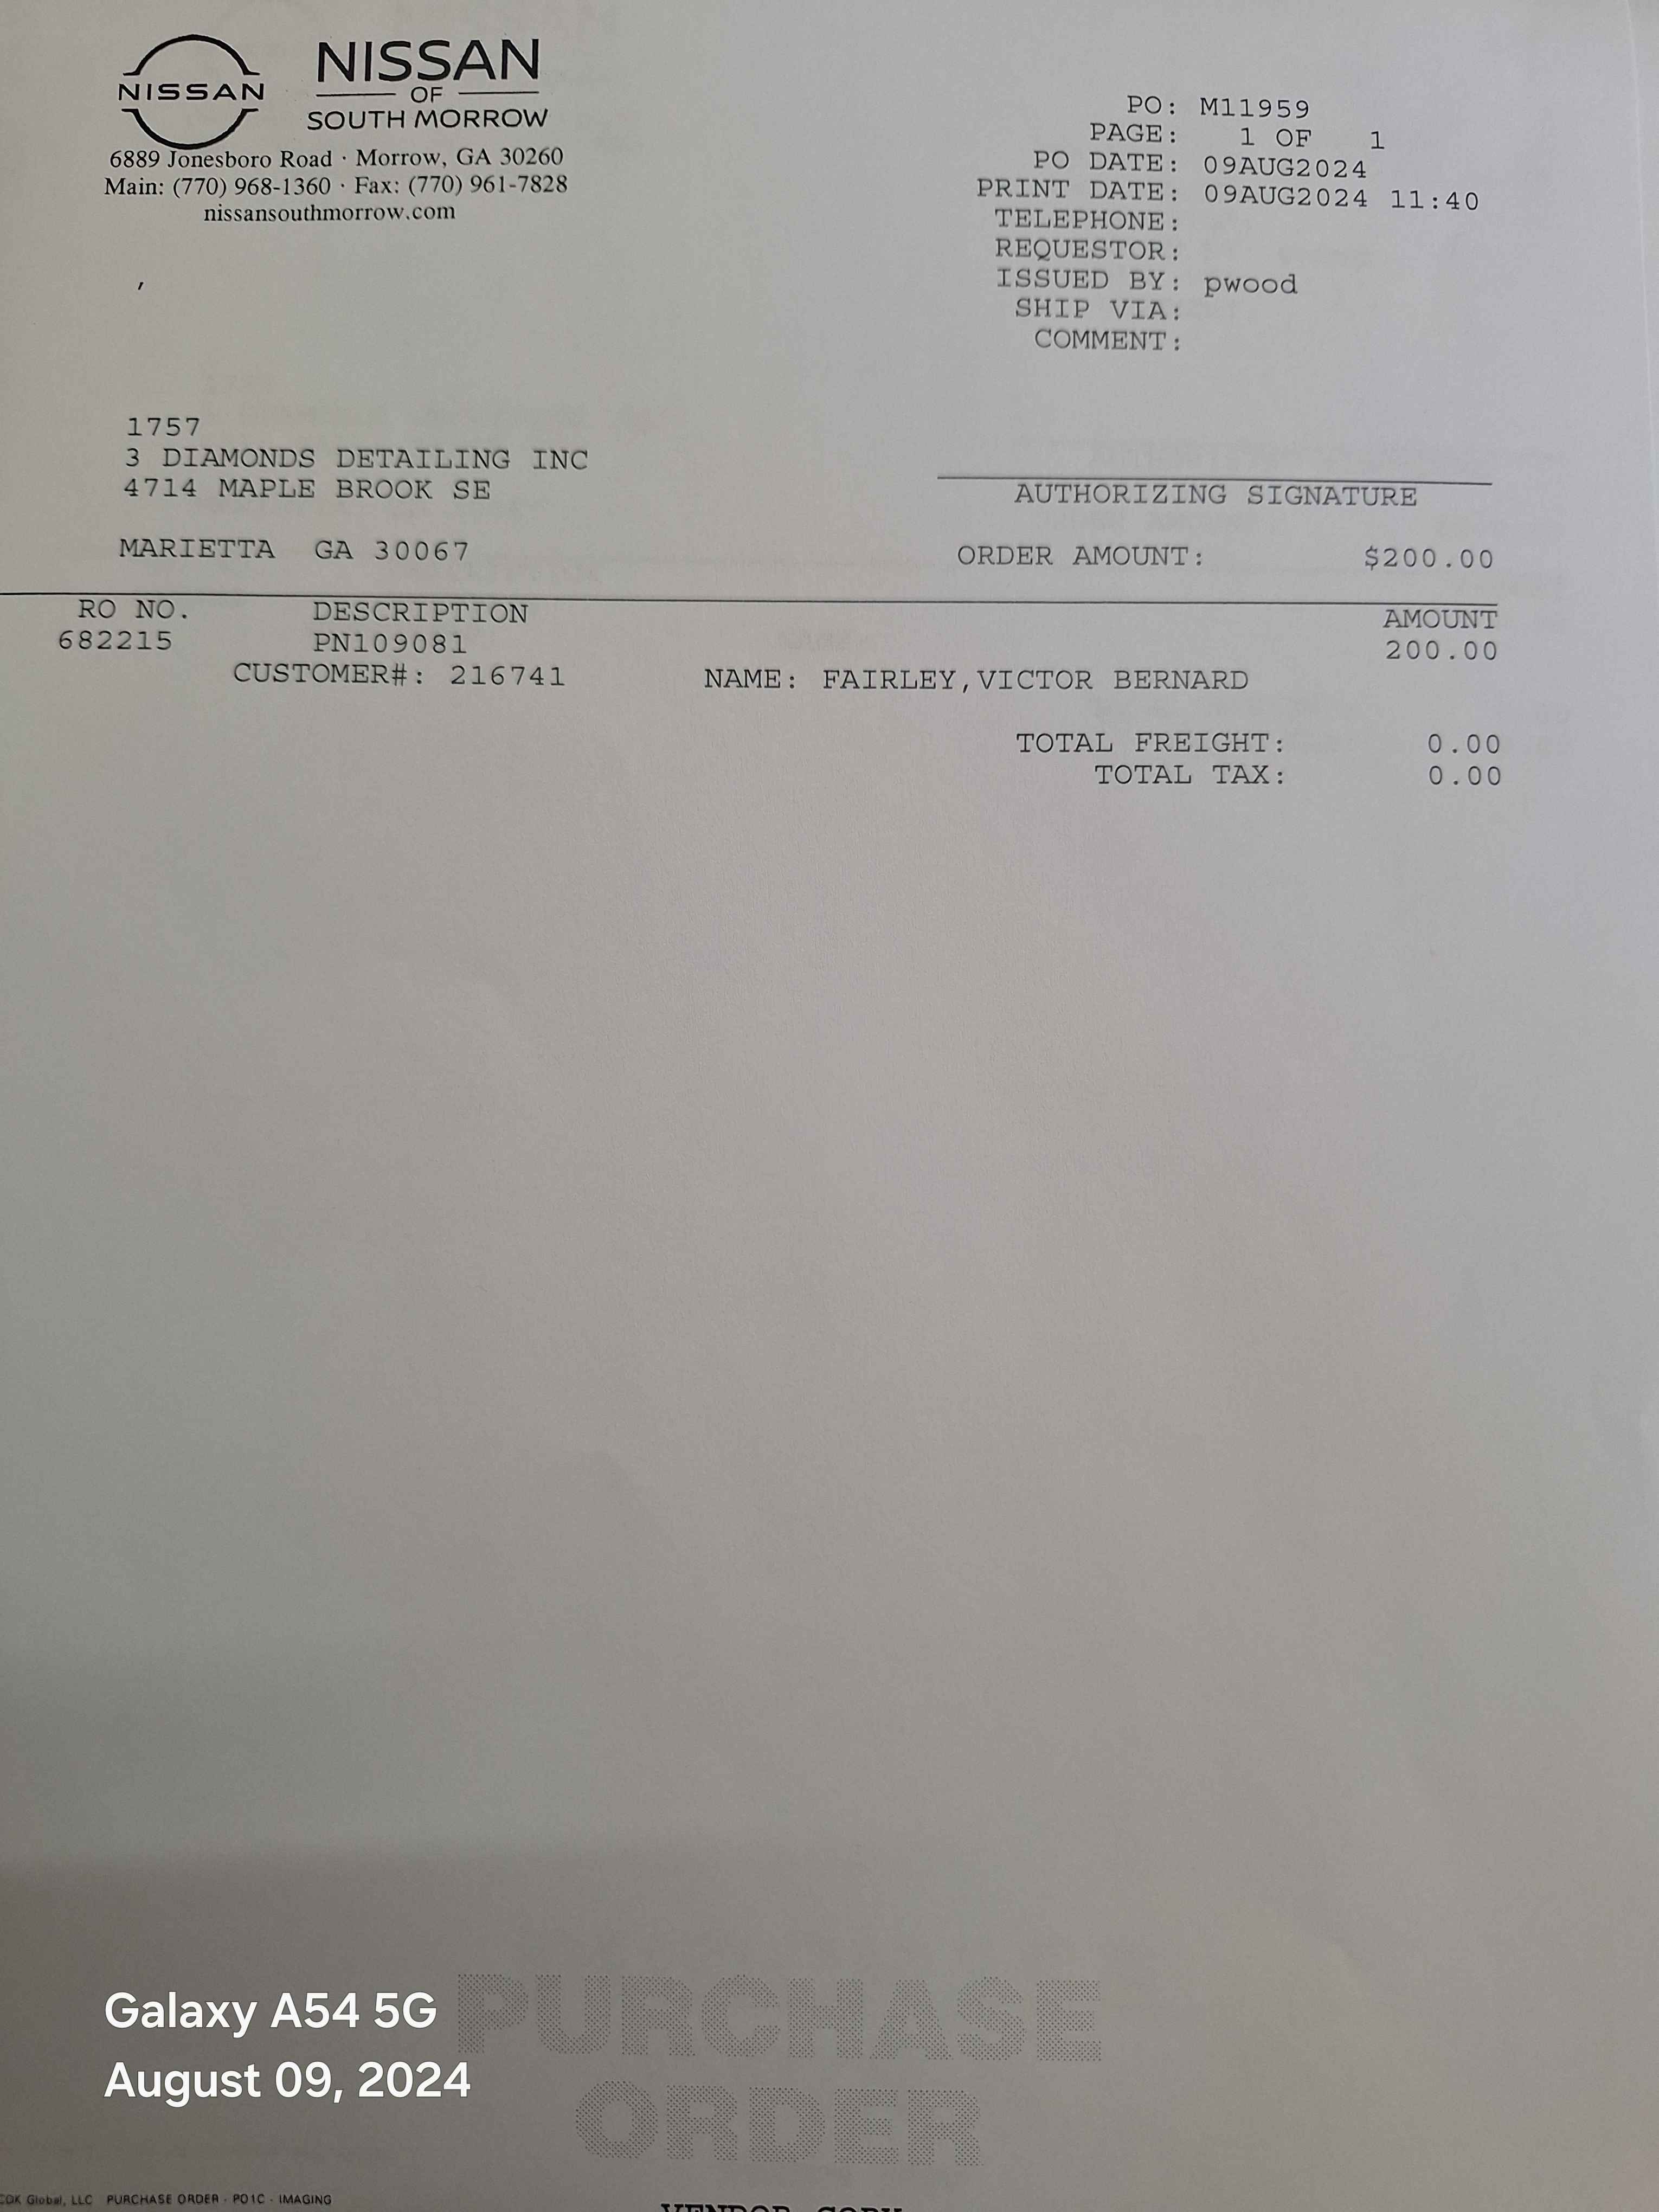 NISSAN
NISSAN
OF
SOUTH MORROW
6889 Jonesboro Road · Morrow, GA 30260
Main: (770) 968-1360 · Fax: (770) 961-7828
nissansouthmorrow.com
PO: M11959
PAGE: 1 OF 1
PO DATE: 09AUG2024
PRINT DATE: 09AUG2024 11:40
TELEPHONE:
REQUESTOR:
ISSUED BY: pwood
SHIP VIA:
COMMENT:
,
1757
3 DIAMONDS DETAILING INC
4714 MAPLE BROOK SE
MARIETTA GA 30067
AUTHORIZING SIGNATURE
ORDER AMOUNT: $200.00
RO NO. DESCRIPTION AMOUNT
682215 PN109081 200.00
CUSTOMER#: 216741 NAME: FAIRLEY,VICTOR BERNARD
TOTAL FREIGHT: 0.00
TOTAL TAX: 0.00
PURCHASE
ORDER
Galaxy A54 5G
August 09, 2024
CDK Global, LLC PURCHASE ORDER · PO1C · IMAGING
VENDOR COPY